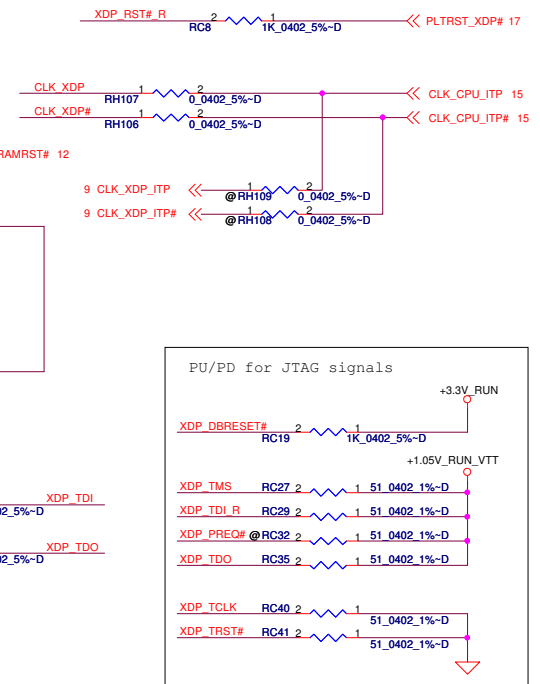 XDP_RST#_R 2 1 PLTRST_XDP# 17
RC8 1K_0402_5%~D
CLK_XDP 1 2 CLK_CPU_ITP 15
RH107 0_0402_5%~D
CLK_XDP# 1 2 CLK_CPU_ITP# 15
RH106 0_0402_5%~D
RAMRST# 12
9 CLK_XDP_ITP 1 2
@RH109 0_0402_5%~D
9 CLK_XDP_ITP# 1 2
@RH108 0_0402_5%~D
PU/PD for JTAG signals
+3.3V_RUN
XDP_DBRESET# 2 1
RC19 1K_0402_5%~D
+1.05V_RUN_VTT
XDP_TMS RC27 2 1 51_0402_1%~D
XDP_TDI
02_5%~D
XDP_TDI_R RC29 2 1 51_0402_1%~D
XDP_PREQ# @RC32 2 1 51_0402_1%~D
XDP_TDO
02_5%~D
XDP_TDO RC35 2 1 51_0402_1%~D
XDP_TCLK RC40 2 1
51_0402_1%~D
XDP_TRST# RC41 2 1
51_0402_1%~D